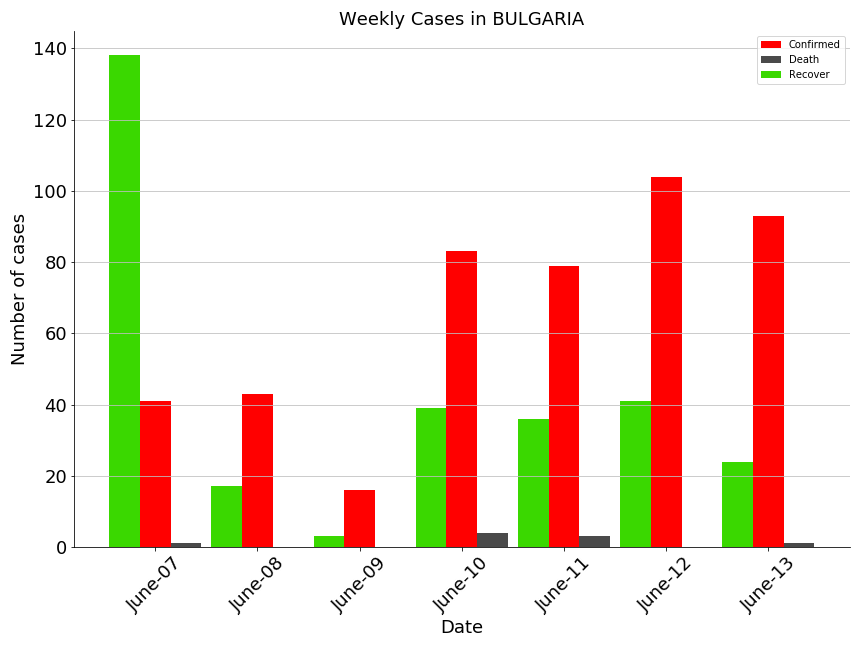 Weekly Cases in BULGARIA
Confirmed
Death
Recover
Number of cases
140
120
100
80
60
40
20
0
June-07
June-08
June-09
June-10
June-11
June-12
June-13
Date